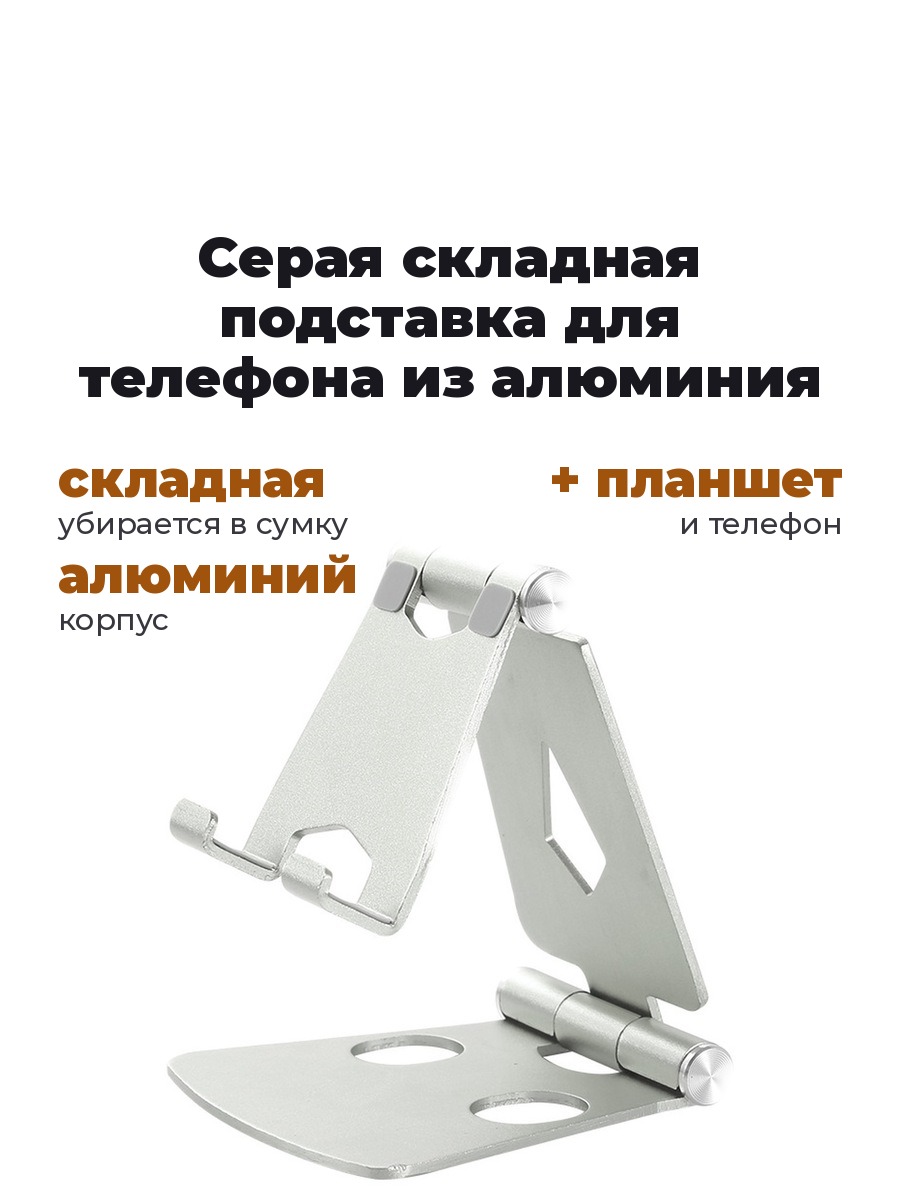 Серая складная
подставка для
телефона из алюминия
складная
убирается в сумку
+ планшет
и телефон
алюминий
корпус